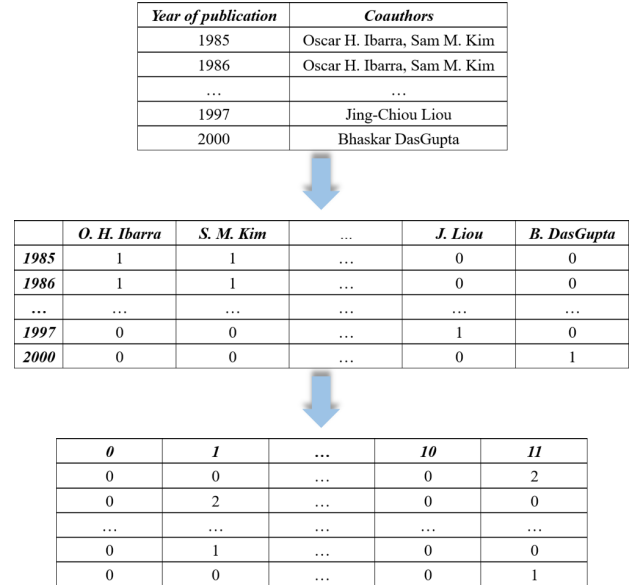 Year of publication Coauthors
1985 Oscar H. Ibarra, Sam M. Kim
1986 Oscar H. Ibarra, Sam M. Kim
… …
1997 Jing-Chiou Liou
2000 Bhaskar DasGupta
O. H. Ibarra S. M. Kim … J. Liou B. DasGupta
1985 1 1 … 0 0
1986 1 1 … 0 0
… … … … … …
1997 0 0 … 1 0
2000 0 0 … 0 1
0 1 … 10 11
0 0 … 0 2
0 2 … 0 0
… … … … …
0 1 … 0 0
0 0 … 0 1